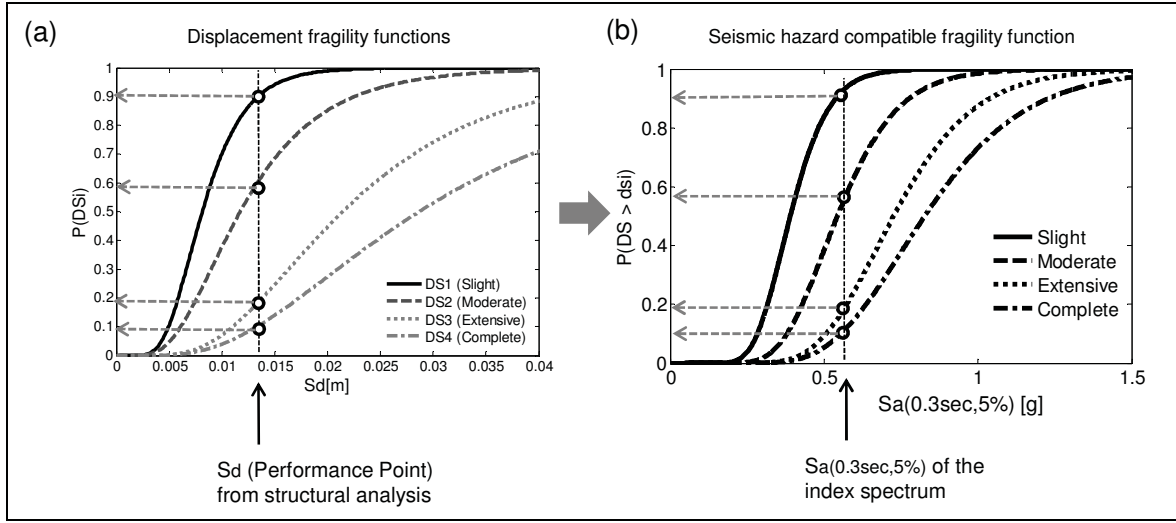 (a)
Displacement fragility functions
1
0.9
0.8
0.7
0.6
0.5
0.4
0.3
0.2
0.1
0
P(DSi)
0 0.005 0.01 0.015 0.02 0.025 0.03 0.035 0.04
Sd[m]
DS1 (Slight)
DS2 (Moderate)
DS3 (Extensive)
DS4 (Complete)
Sd (Performance Point)
from structural analysis
(b)
Seismic hazard compatible fragility function
1
0.8
0.6
0.4
0.2
0
P(DS > dsi)
0 0.5 1 1.5
Sa(0.3sec,5%) [g]
Slight
Moderate
Extensive
Complete
Sa(0.3sec,5%) of the
index spectrum